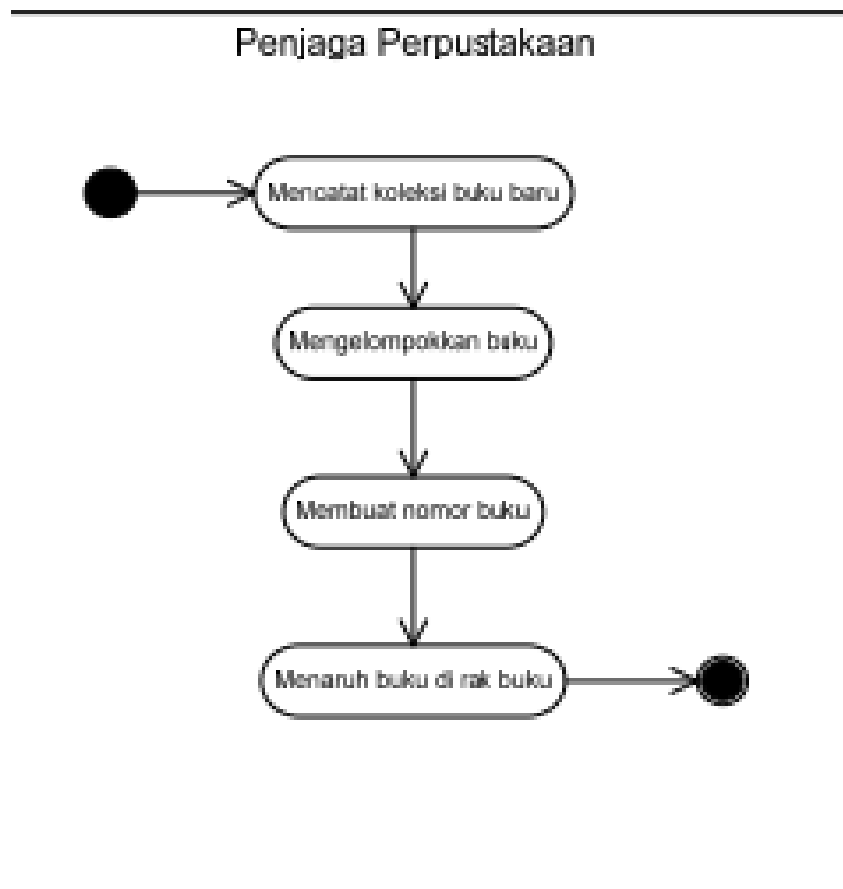 Penjaga Perpustakaan
Mencatat koleksi buku baru
Mengelompokkan buku
Membuat nomor buku
Menaruh buku di rak buku